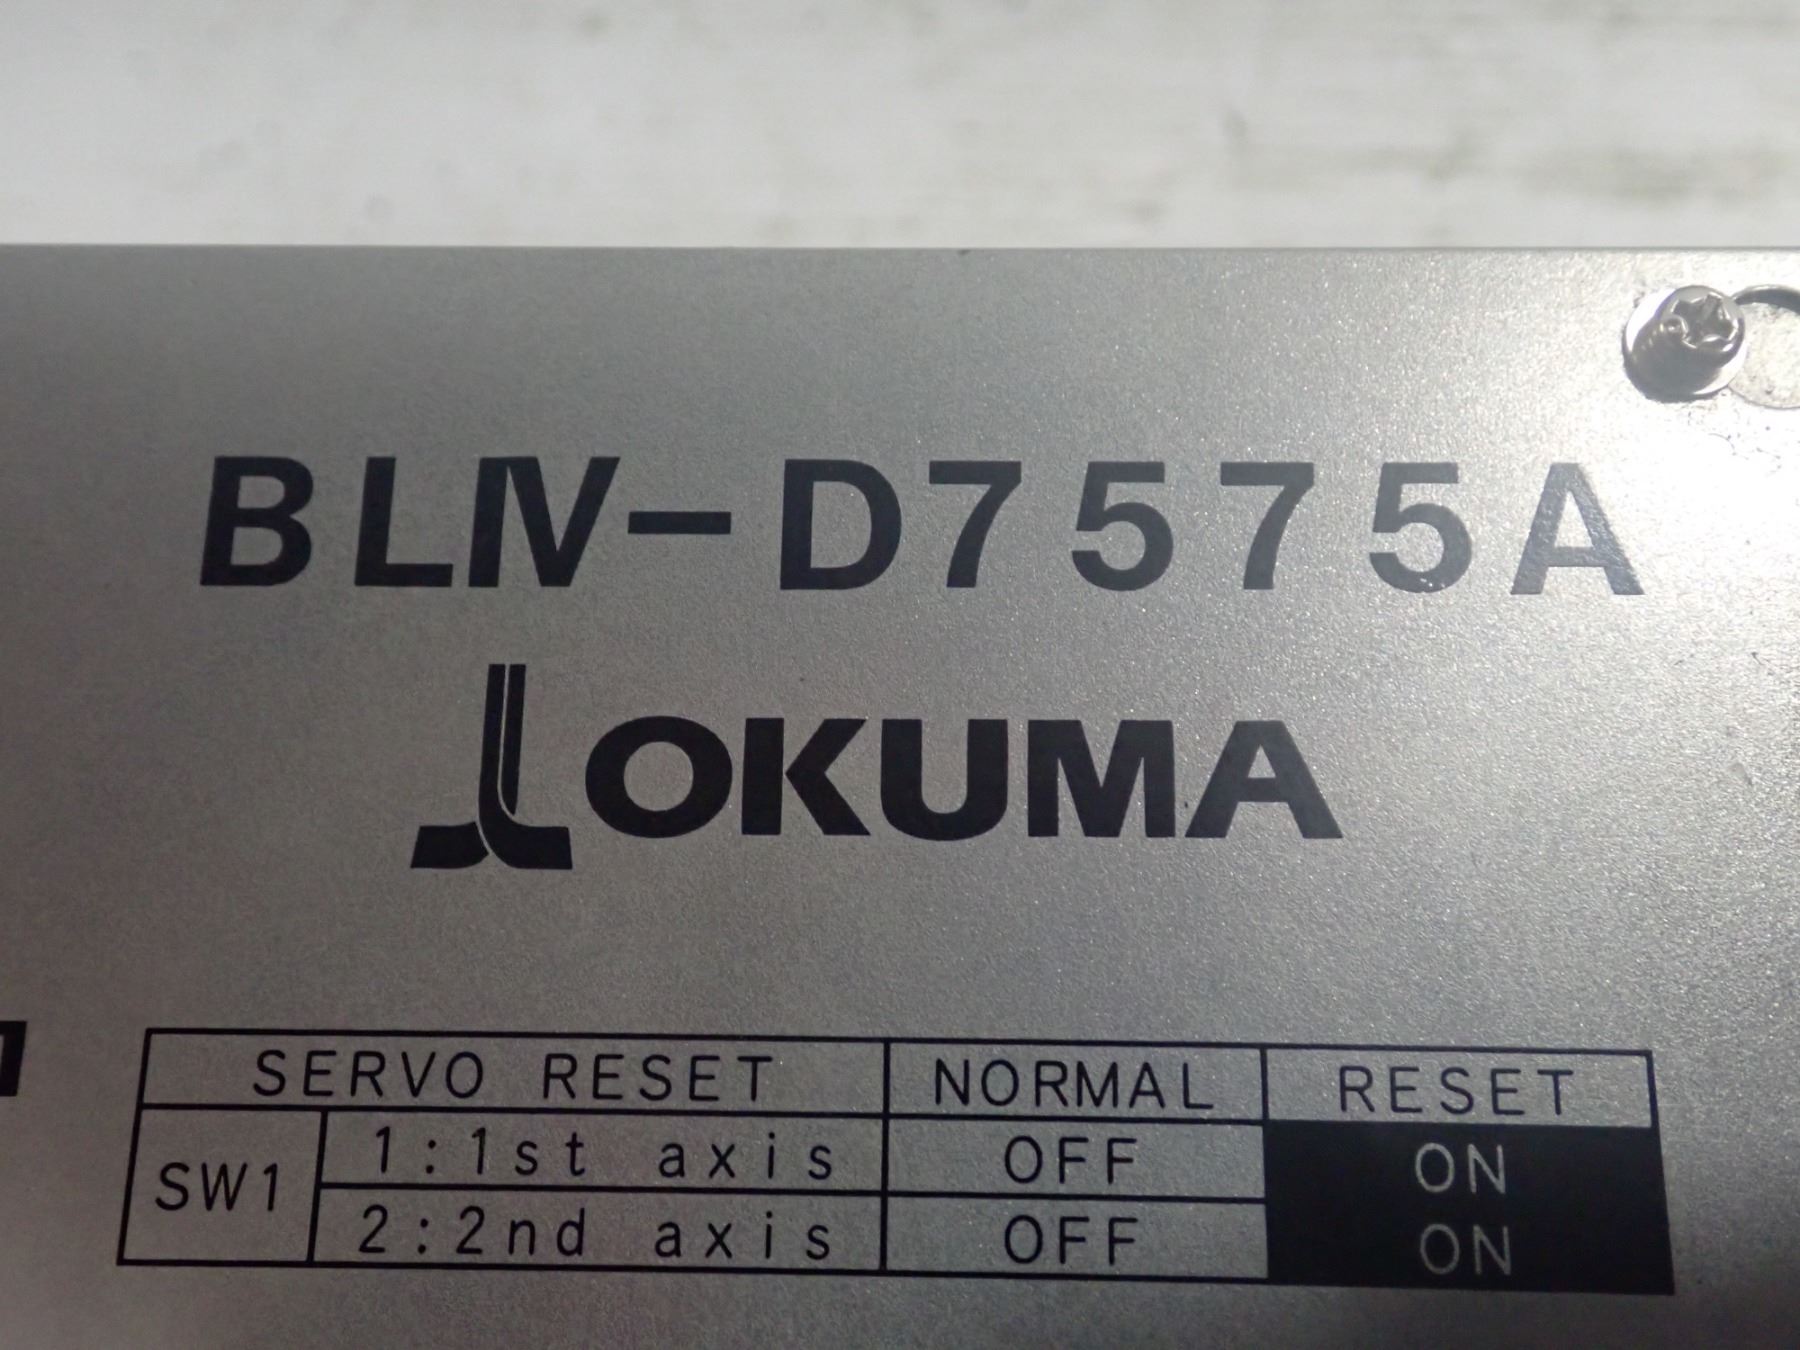 BLIV-D7575A
OKUMA
SERVO RESET NORMAL RESET
SW1 1:1st axis OFF ON
2:2nd axis OFF ON